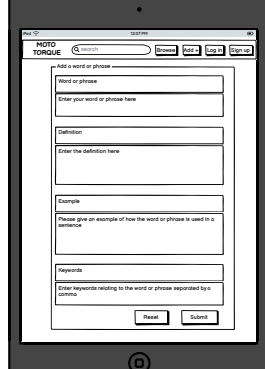 iPad 12:07 PM
MOTO
TORQUE
search Browse Add + Log in Sign up
Add a word or phrase
Word or phrase
Enter your word or phrase here
Definition
Enter the definition here
Example
Please give an example of how the word or phrase is used in a
sentence
Keywords
Enter keywords relating to the word or phrase separated by a
comma
Reset Submit